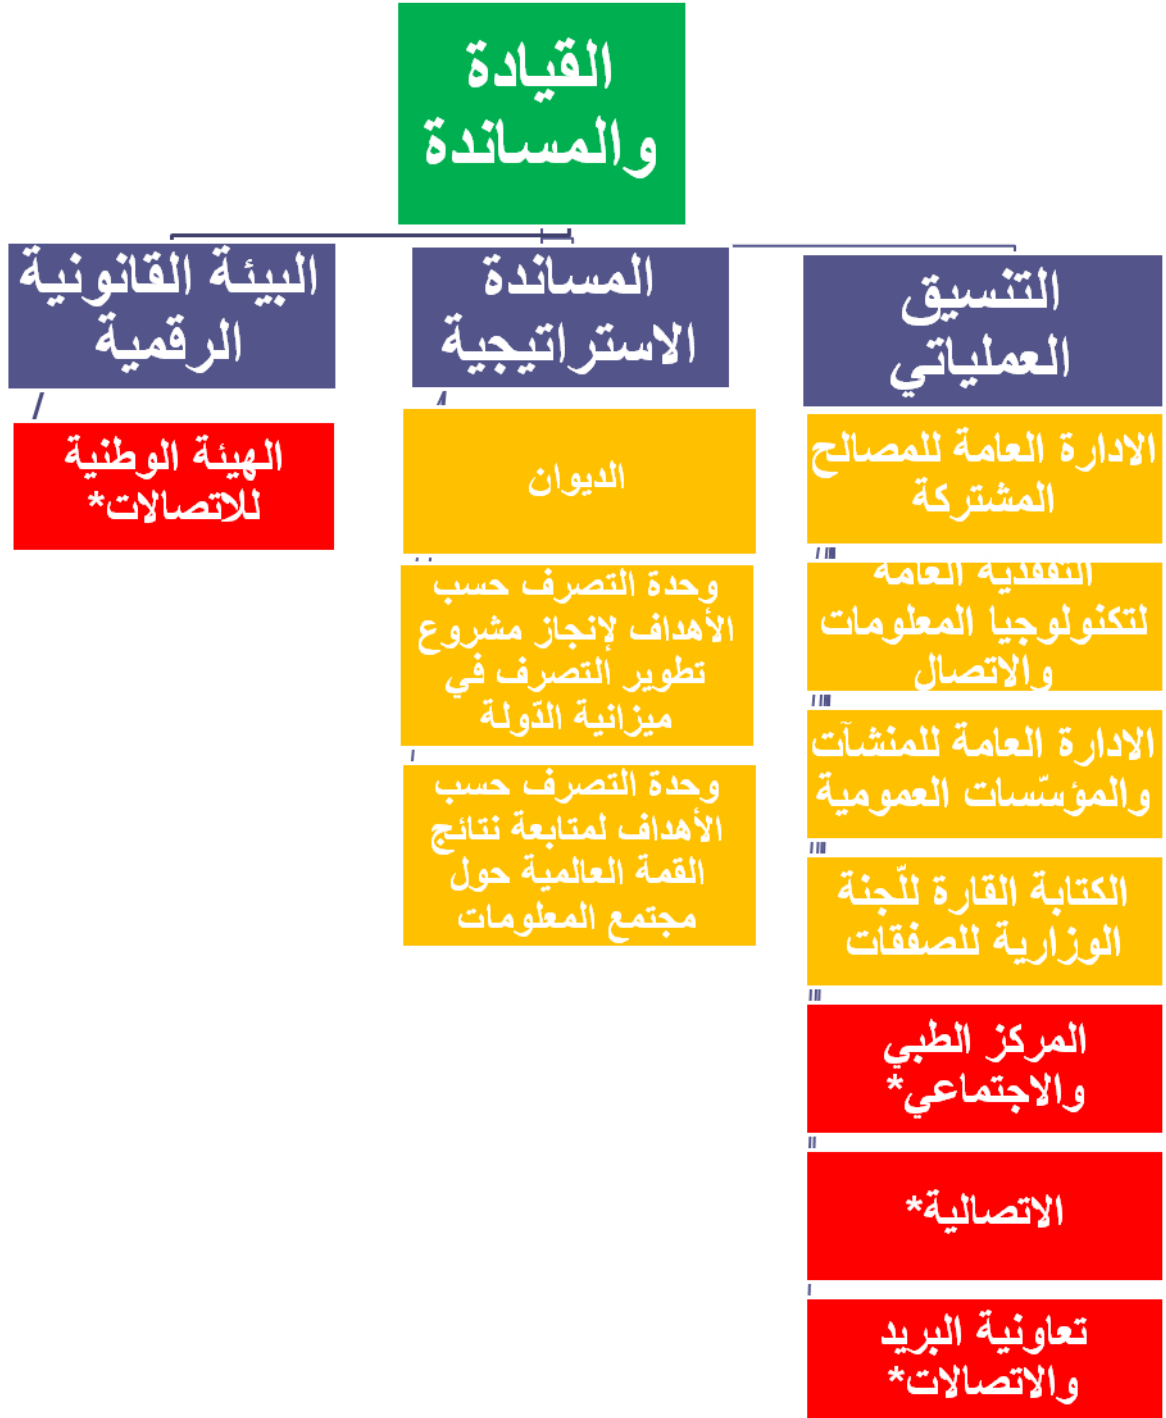 القيادة
والمساندة
التنسيق
العملياتي
الادارة العامة للمصالح
المشتركة
التفقدية العامة
لتكنولوجيا المعلومات
والاتصال
الادارة العامة للمنشآت
والمؤسّسات العمومية
الكتابة القارة للّجنة
الوزارية للصفقات
المركز الطبي
والاجتماعي*
الاتصالية*
تعاونية البريد
والاتصالات*
المساندة
الاستراتيجية
الديوان
وحدة التصرف حسب
الأهداف لإنجاز مشروع
تطوير التصرف في
ميزانية الدّولة
وحدة التصرف حسب
الأهداف لمتابعة نتائج
القمة العالمية حول
مجتمع المعلومات
البيئة القانونية
الرقمية
الهيئة الوطنية
للاتصالات*